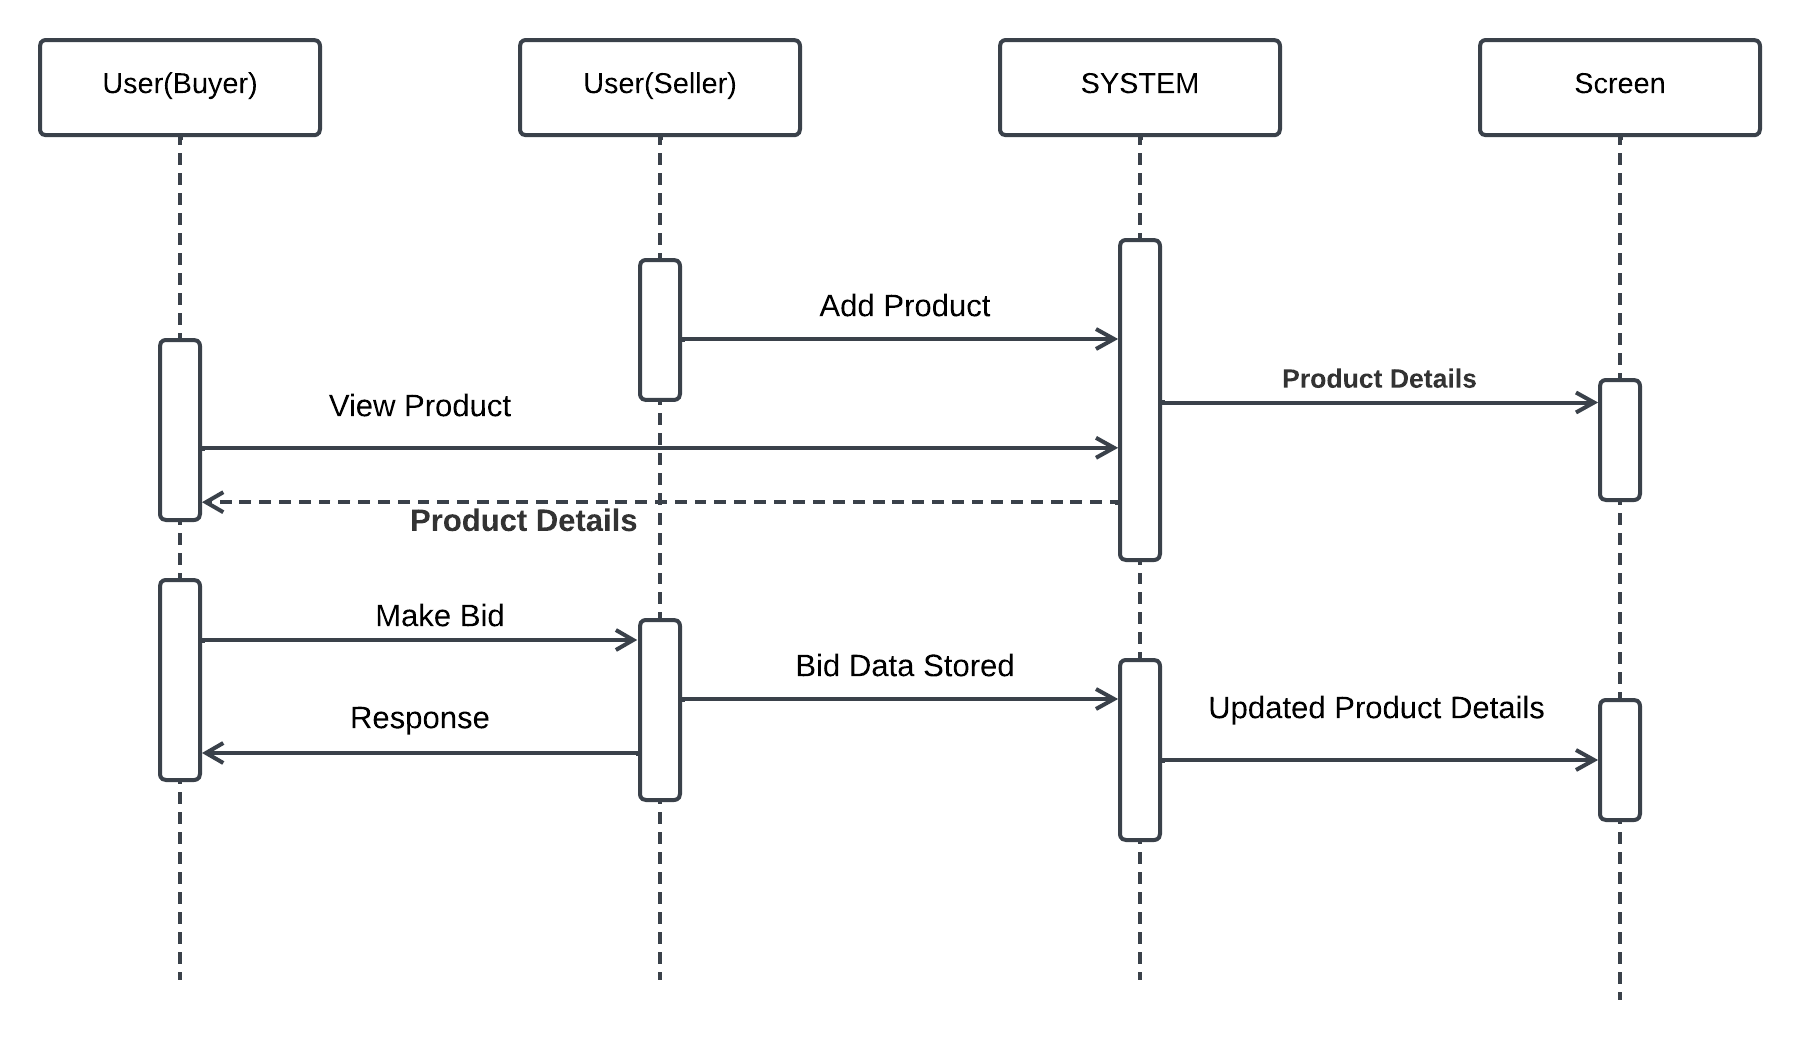 User(Buyer)
User(Seller)
SYSTEM
Screen
Add Product
Product Details
View Product
Product Details
Make Bid
Bid Data Stored
Updated Product Details
Response